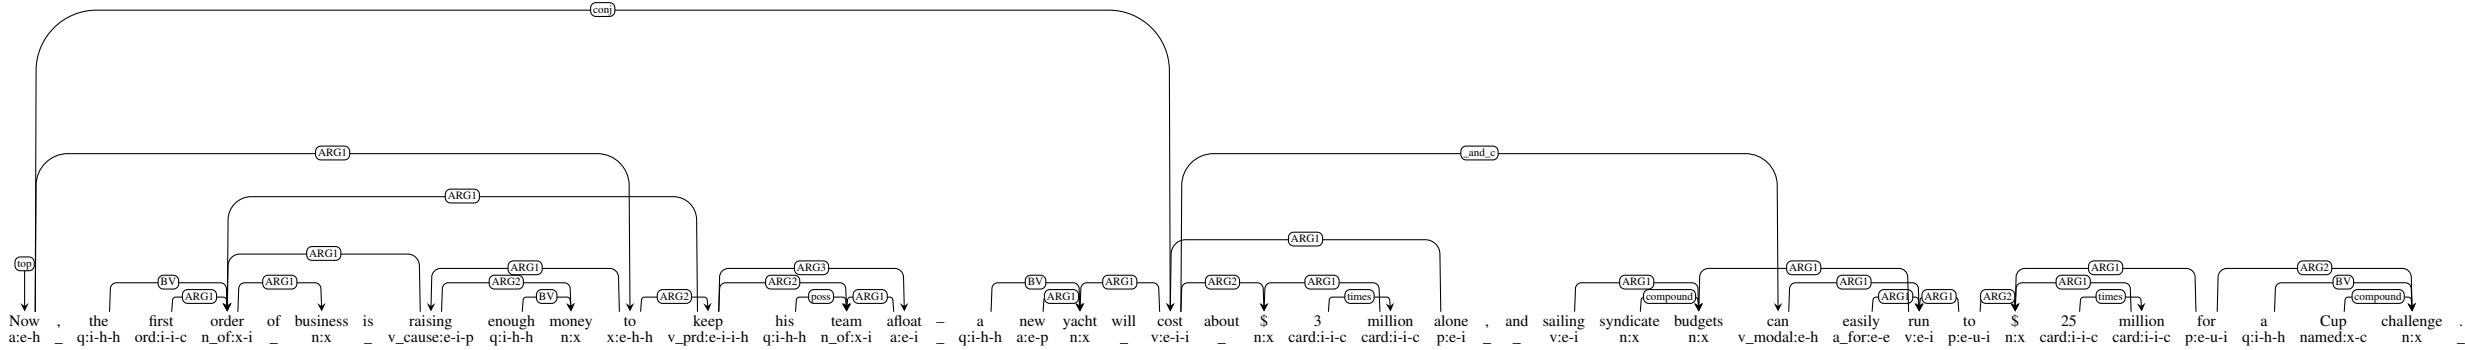 conj
ARG1 _and_c
ARG1
ARG1 ARG1
top ARG1 ARG3 ARG1 ARG1 ARG2
BV ARG1 ARG2 ARG2 BV ARG1 ARG2 ARG1 ARG1 ARG1 ARG1 BV
ARG1 BV ARG2 poss ARG1 ARG1 times compound ARG1 ARG1 ARG2 times compound
Now , the first order of business is raising enough money to keep his team afloat – a new yacht will cost about $ 3 million alone , and sailing syndicate budgets can easily run to $ 25 million for a Cup challenge .
a:e-h _ q:i-h-h ord:i-i-c n_of:x-i _ n:x _ v_cause:e-i-p q:i-h-h n:x x:e-h-h v_prd:e-i-i-h q:i-h-h n_of:x-i a:e-i _ q:i-h-h a:e-p n:x _ v:e-i-i _ n:x card:i-i-c card:i-i-c p:e-i _ _ v:e-i n:x n:x v_modal:e-h a_for:e-e v:e-i p:e-u-i n:x card:i-i-c card:i-i-c p:e-u-i q:i-h-h named:x-c n:x _